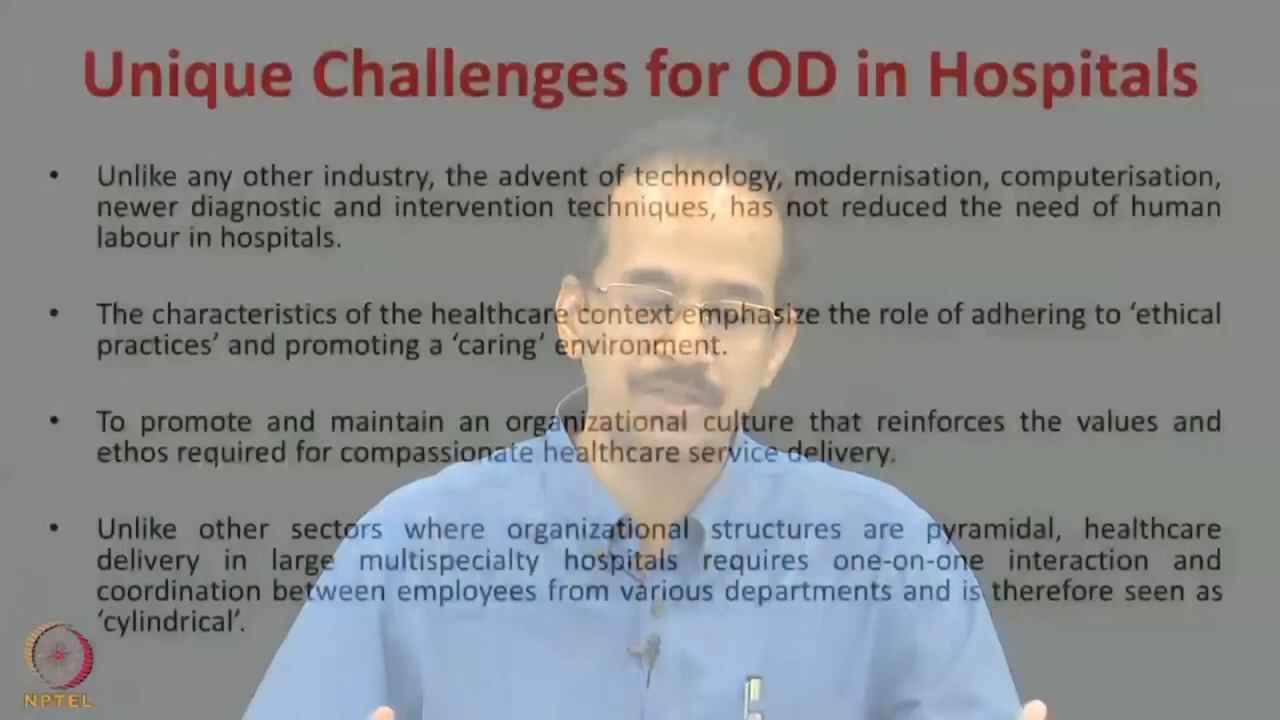 Unique Challenges for OD in Hospitals
• Unlike any other industry, the advent of technology, modernisation, computerisation,
newer diagnostic and intervention techniques, has not reduced the need of human
labour in hospitals.
• The characteristics of the healthcare context emphasize the role of adhering to ‘ethical
practices’ and promoting a ‘caring’ environment.
• To promote and maintain an organizational culture that reinforces the values and
ethos required for compassionate healthcare service delivery.
• Unlike other sectors where organizational structures are pyramidal, healthcare
delivery in large multispecialty hospitals requires one-on-one interaction and
coordination between employees from various departments and is therefore seen as
‘cylindrical’.
NPTEL